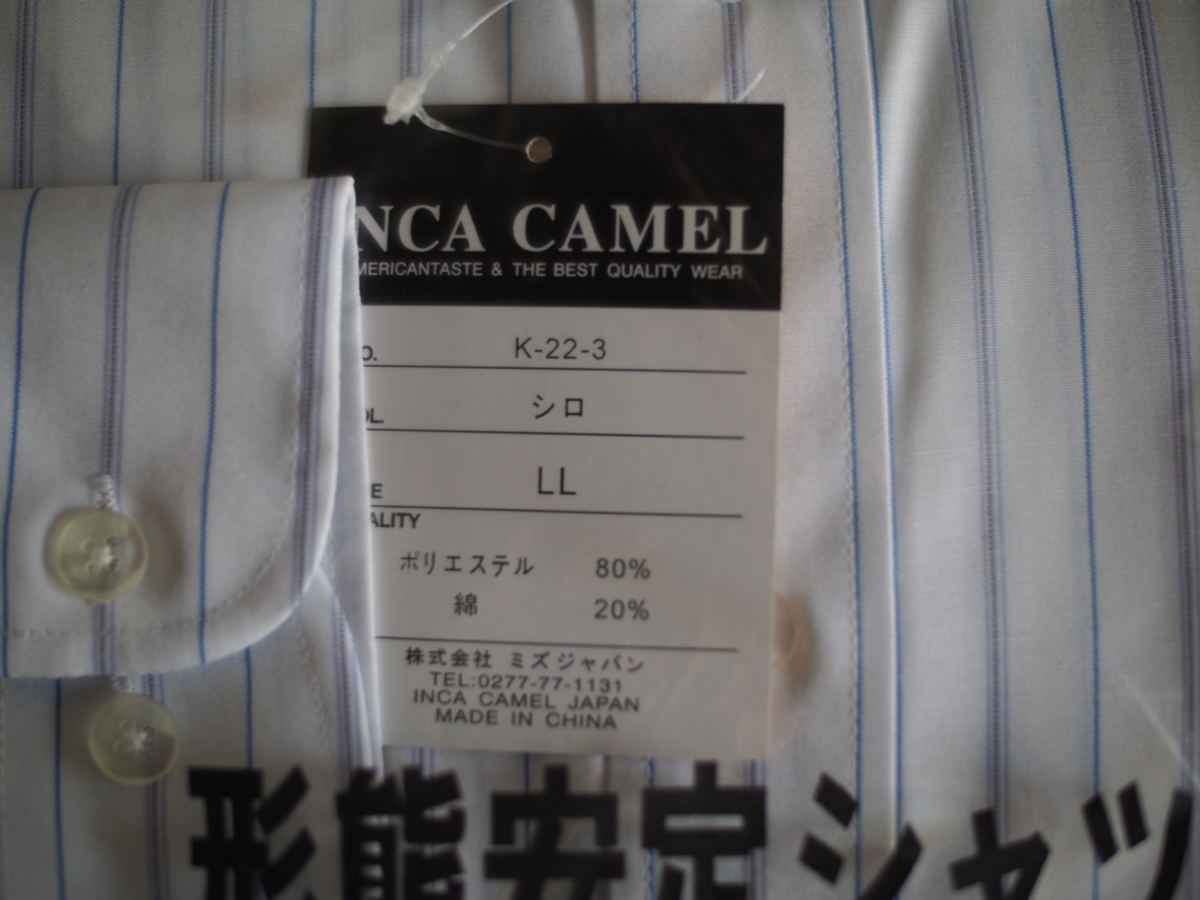 NCA CAMEL
MERICANTASTE & THE BEST QUALITY WEAR
O. K-22-3
OL. シロ
E LL
ALITY
ポリエステル 80%
綿 20%
株式会社 ミズジャパン
TEL:0277-77-1131
INCA CAMEL JAPAN
MADE IN CHINA
形態安定シャツ